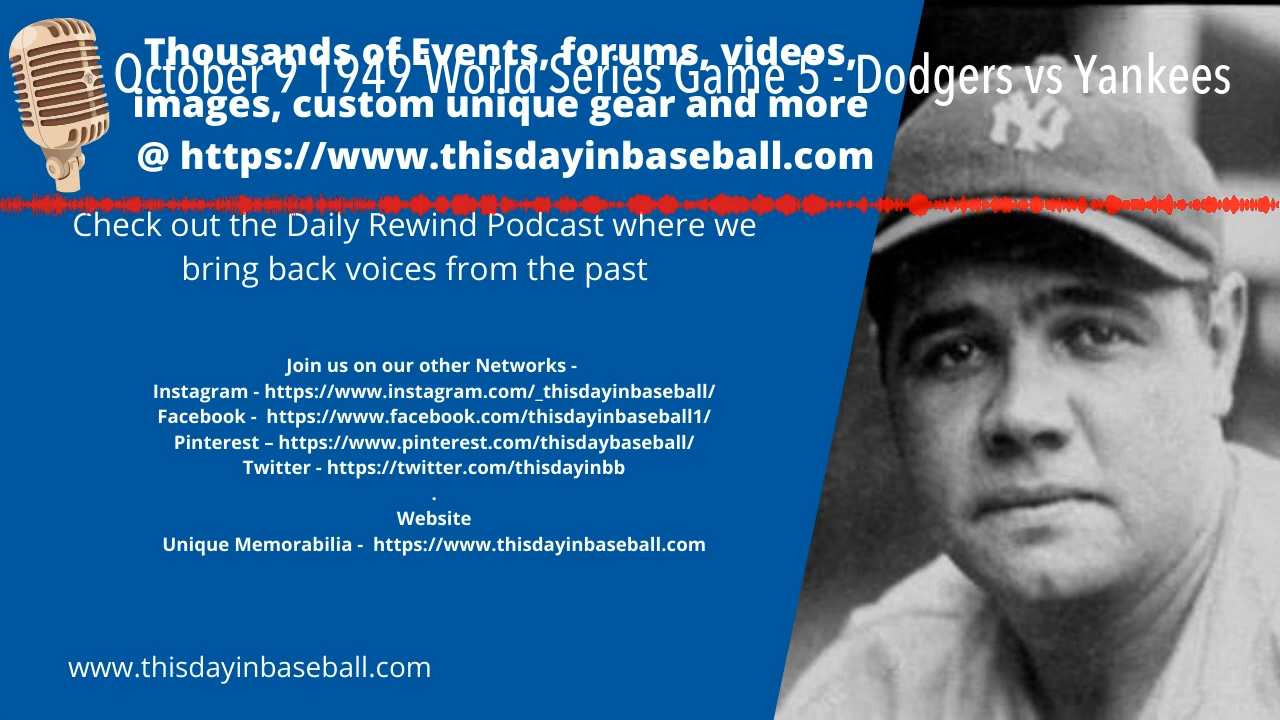 Thousands of Events, forums, videos,
October 9 1949 World Series Game 5 - Dodgers vs Yankees
images, custom unique gear and more
@ https://www.thisdayinbaseball.com
NY
Check out the Daily Rewind Podcast where we
bring back voices from the past
Join us on our other Networks -
Instagram - https://www.instagram.com/_thisdayinbaseball/
Facebook -  https://www.facebook.com/thisdayinbaseball1/
Pinterest – https://www.pinterest.com/thisdaybaseball/
Twitter - https://twitter.com/thisdayinbb
.
Website
Unique Memorabilia -  https://www.thisdayinbaseball.com
www.thisdayinbaseball.com